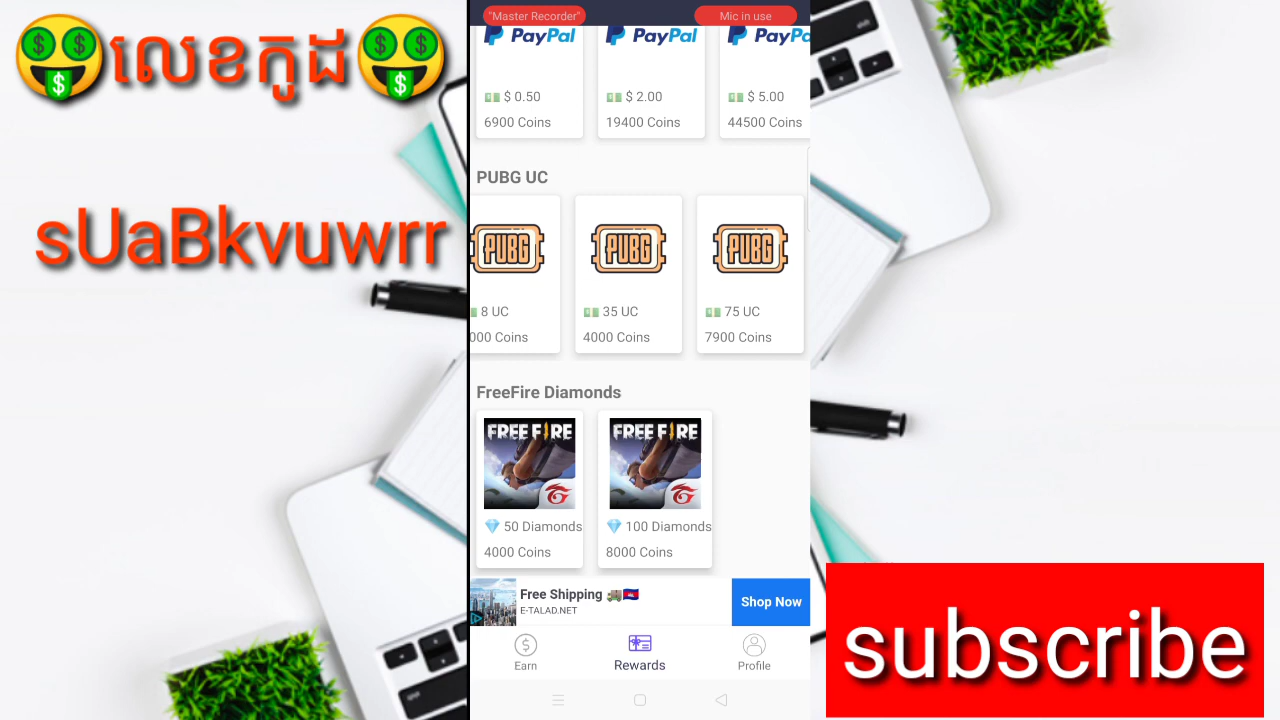 🤑លេខកូដ🤑
sUaBkvuwrr
"Master Recorder"
Mic in use
PayPal
PayPal
PayPa
💵 $ 0.50
💵 $ 2.00
💵 $ 5.00
6900 Coins
19400 Coins
44500 Coins
PUBG UC
PUBG
PUBG
PUBG
8 UC
💵 35 UC
💵 75 UC
000 Coins
4000 Coins
7900 Coins
FreeFire Diamonds
FREE FIRE
FREE FIRE
💎 50 Diamonds
💎 100 Diamonds
4000 Coins
8000 Coins
Free Shipping 🚚🇰🇭
E-TALAD.NET
Shop Now
Earn
Rewards
Profile
subscribe